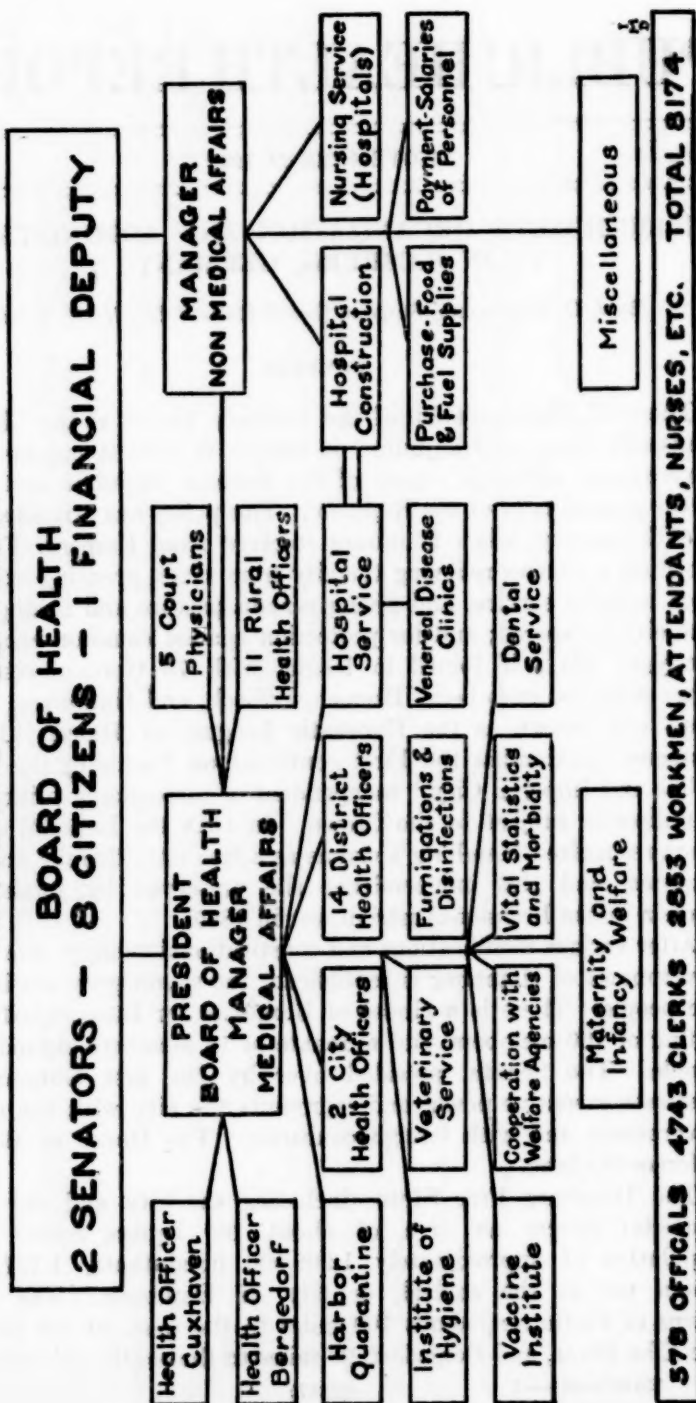 BOARD OF HEALTH
2 SENATORS — 8 CITIZENS — 1 FINANCIAL DEPUTY
Health Officer
Cuxhaven
Health Officer
Bergedorf
PRESIDENT
BOARD OF HEALTH
MANAGER
MEDICAL AFFAIRS
5 Court
Physicians
4 Rural
Health Officers
MANAGER
NON MEDICAL AFFAIRS
Harbor
Quarantine
2 City
Health Officers
14 District
Health Officers
Hospital
Service
Hospital
Construction
Nursing Service
(Hospitals)
Institute of
Hygiene
Veterinary
Service
Fumigations &
Disinfections
Venereal Disease
Clinics
Purchase-Food
& Fuel Supplies
Payment-Salaries
of Personnel
Vaccine
Institute
Cooperation with
Welfare Agencies
Vital Statistics
and Morbidity
Dental
Service
Maternity
and
Infancy Welfare
Miscellaneous
578 OFFICALS 4743 CLERKS 2853 WORKMEN, ATTENDANTS, NURSES, ETC. TOTAL 8174